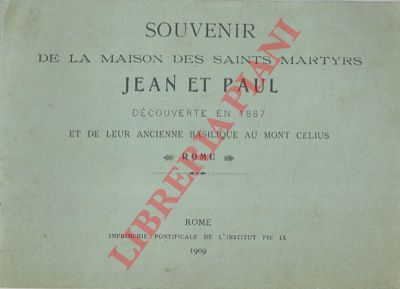 SOUVENIR
DE LA MAISON DES SAINTS MARTYRS
JEAN ET PAUL
DÉCOUVERTE EN 1887
ET DE LEUR ANCIENNE BASILIQUE AU MONT CELIUS
ROME
ROME
IMPRIMERIE PONTIFICALE DE L'INSTITUT PIE IX
1909
LIBRERIA PIANI